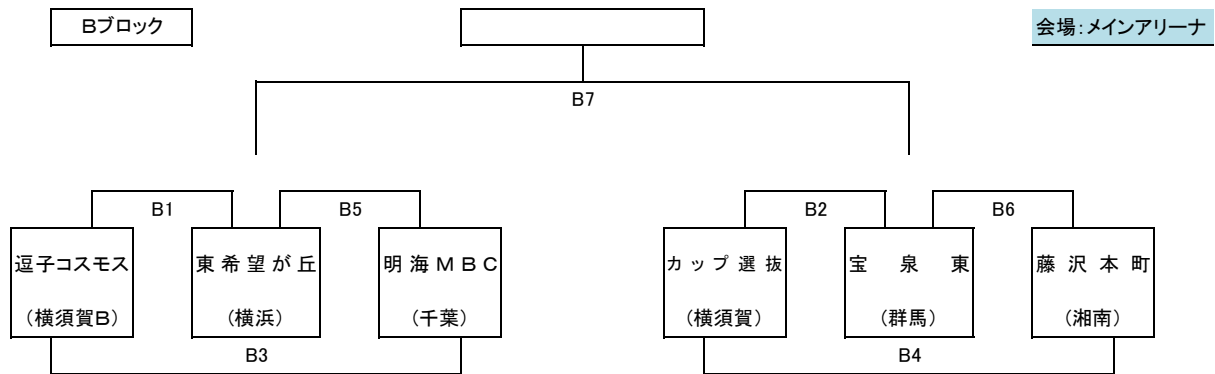 Bブロック
会場：メインアリーナ
B7
B1
B5
B2
B6
逗子コスモス
東希望が丘
明海MBC
カップ選抜
宝泉東
藤沢本町
（横須賀B）
（横浜）
（千葉）
（横須賀）
（群馬）
（湘南）
B3
B4